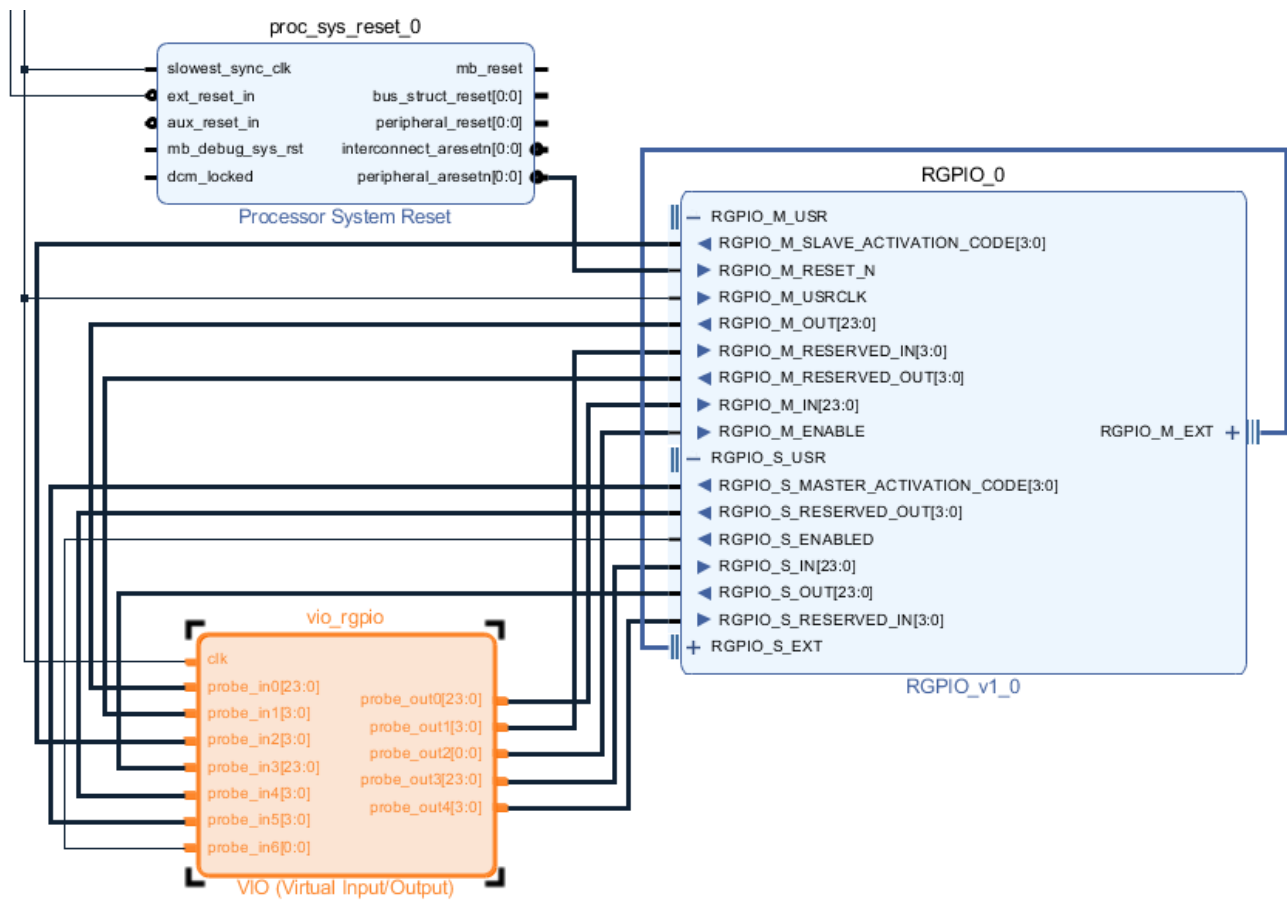 proc_sys_reset_0
slowest_sync_clk
mb_reset
ext_reset_in
bus_struct_reset[0:0]
aux_reset_in
peripheral_reset[0:0]
mb_debug_sys_rst
interconnect_aresetn[0:0]
dcm_locked
peripheral_aresetn[0:0]
Processor System Reset
RGPIO_0
RGPIO_M_USR
RGPIO_M_SLAVE_ACTIVATION_CODE[3:0]
RGPIO_M_RESET_N
RGPIO_M_USRCLK
RGPIO_M_OUT[23:0]
RGPIO_M_RESERVED_IN[3:0]
RGPIO_M_RESERVED_OUT[3:0]
RGPIO_M_IN[23:0]
RGPIO_M_ENABLE
RGPIO_M_EXT
RGPIO_S_USR
RGPIO_S_MASTER_ACTIVATION_CODE[3:0]
RGPIO_S_RESERVED_OUT[3:0]
RGPIO_S_ENABLED
RGPIO_S_IN[23:0]
RGPIO_S_OUT[23:0]
RGPIO_S_RESERVED_IN[3:0]
RGPIO_S_EXT
RGPIO_v1_0
vio_rgpio
clk
probe_in0[23:0]
probe_in1[3:0]
probe_in2[3:0]
probe_in3[23:0]
probe_in4[3:0]
probe_in5[3:0]
probe_in6[0:0]
probe_out0[23:0]
probe_out1[3:0]
probe_out2[0:0]
probe_out3[23:0]
probe_out4[3:0]
VIO (Virtual Input/Output)